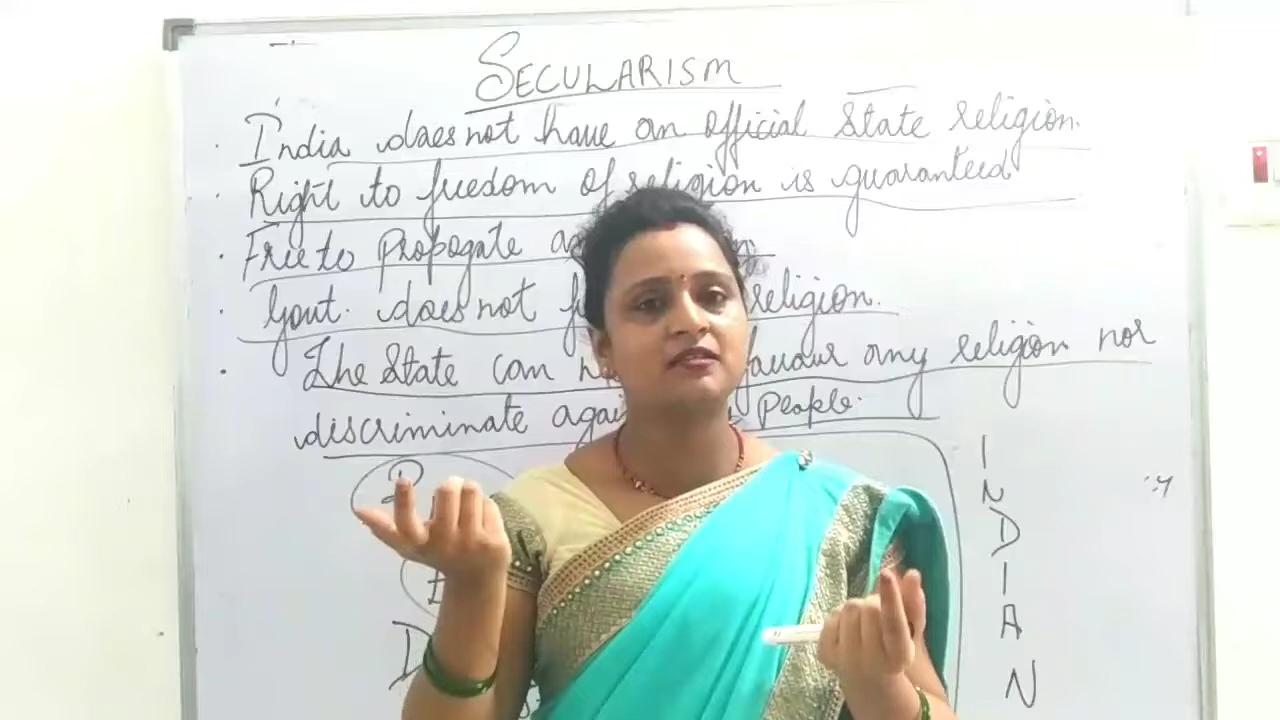 SECULARISM
India does not have an official State religion.
Right to freedom of religion is guaranteed
Free to Propogate
Govt. does not religion.
The State can favour any religion nor
discriminate People.
INDIAN